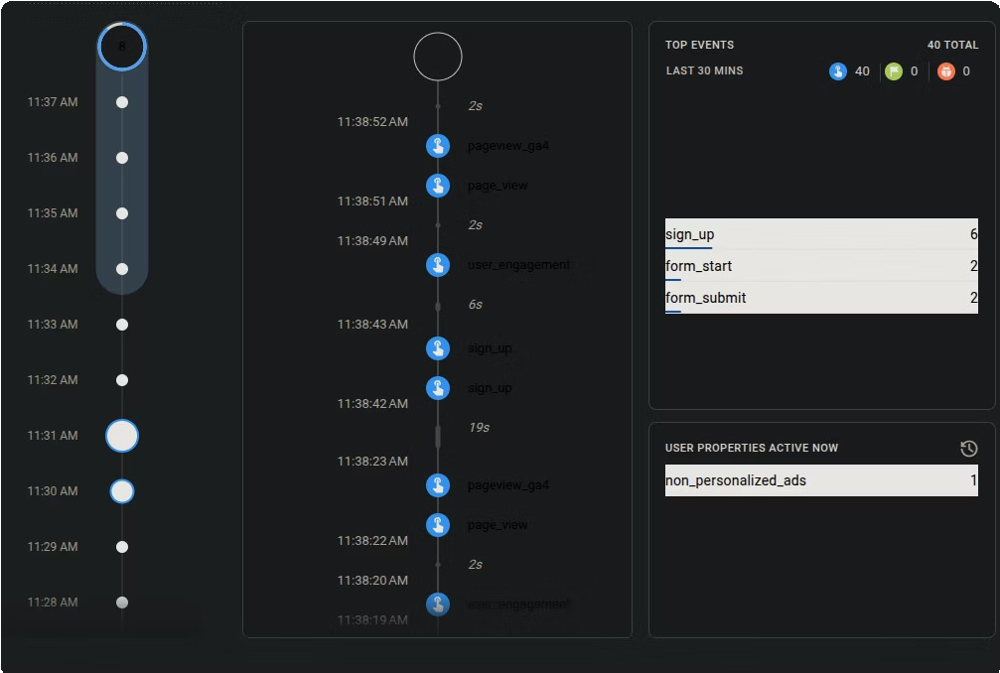 8
11:37 AM
11:36 AM
11:35 AM
11:34 AM
11:33 AM
11:32 AM
11:31 AM
11:30 AM
11:29 AM
11:28 AM
2s
11:38:52 AM
pageview_ga4
page_view
11:38:51 AM
2s
11:38:49 AM
user_engagement
6s
11:38:43 AM
sign_up
sign_up
11:38:42 AM
19s
11:38:23 AM
pageview_ga4
page_view
11:38:22 AM
2s
11:38:20 AM
user_engagement
11:38:19 AM
TOP EVENTS 40 TOTAL
LAST 30 MINS 40 0 0
sign_up 6
form_start 2
form_submit 2
USER PROPERTIES ACTIVE NOW
non_personalized_ads 1